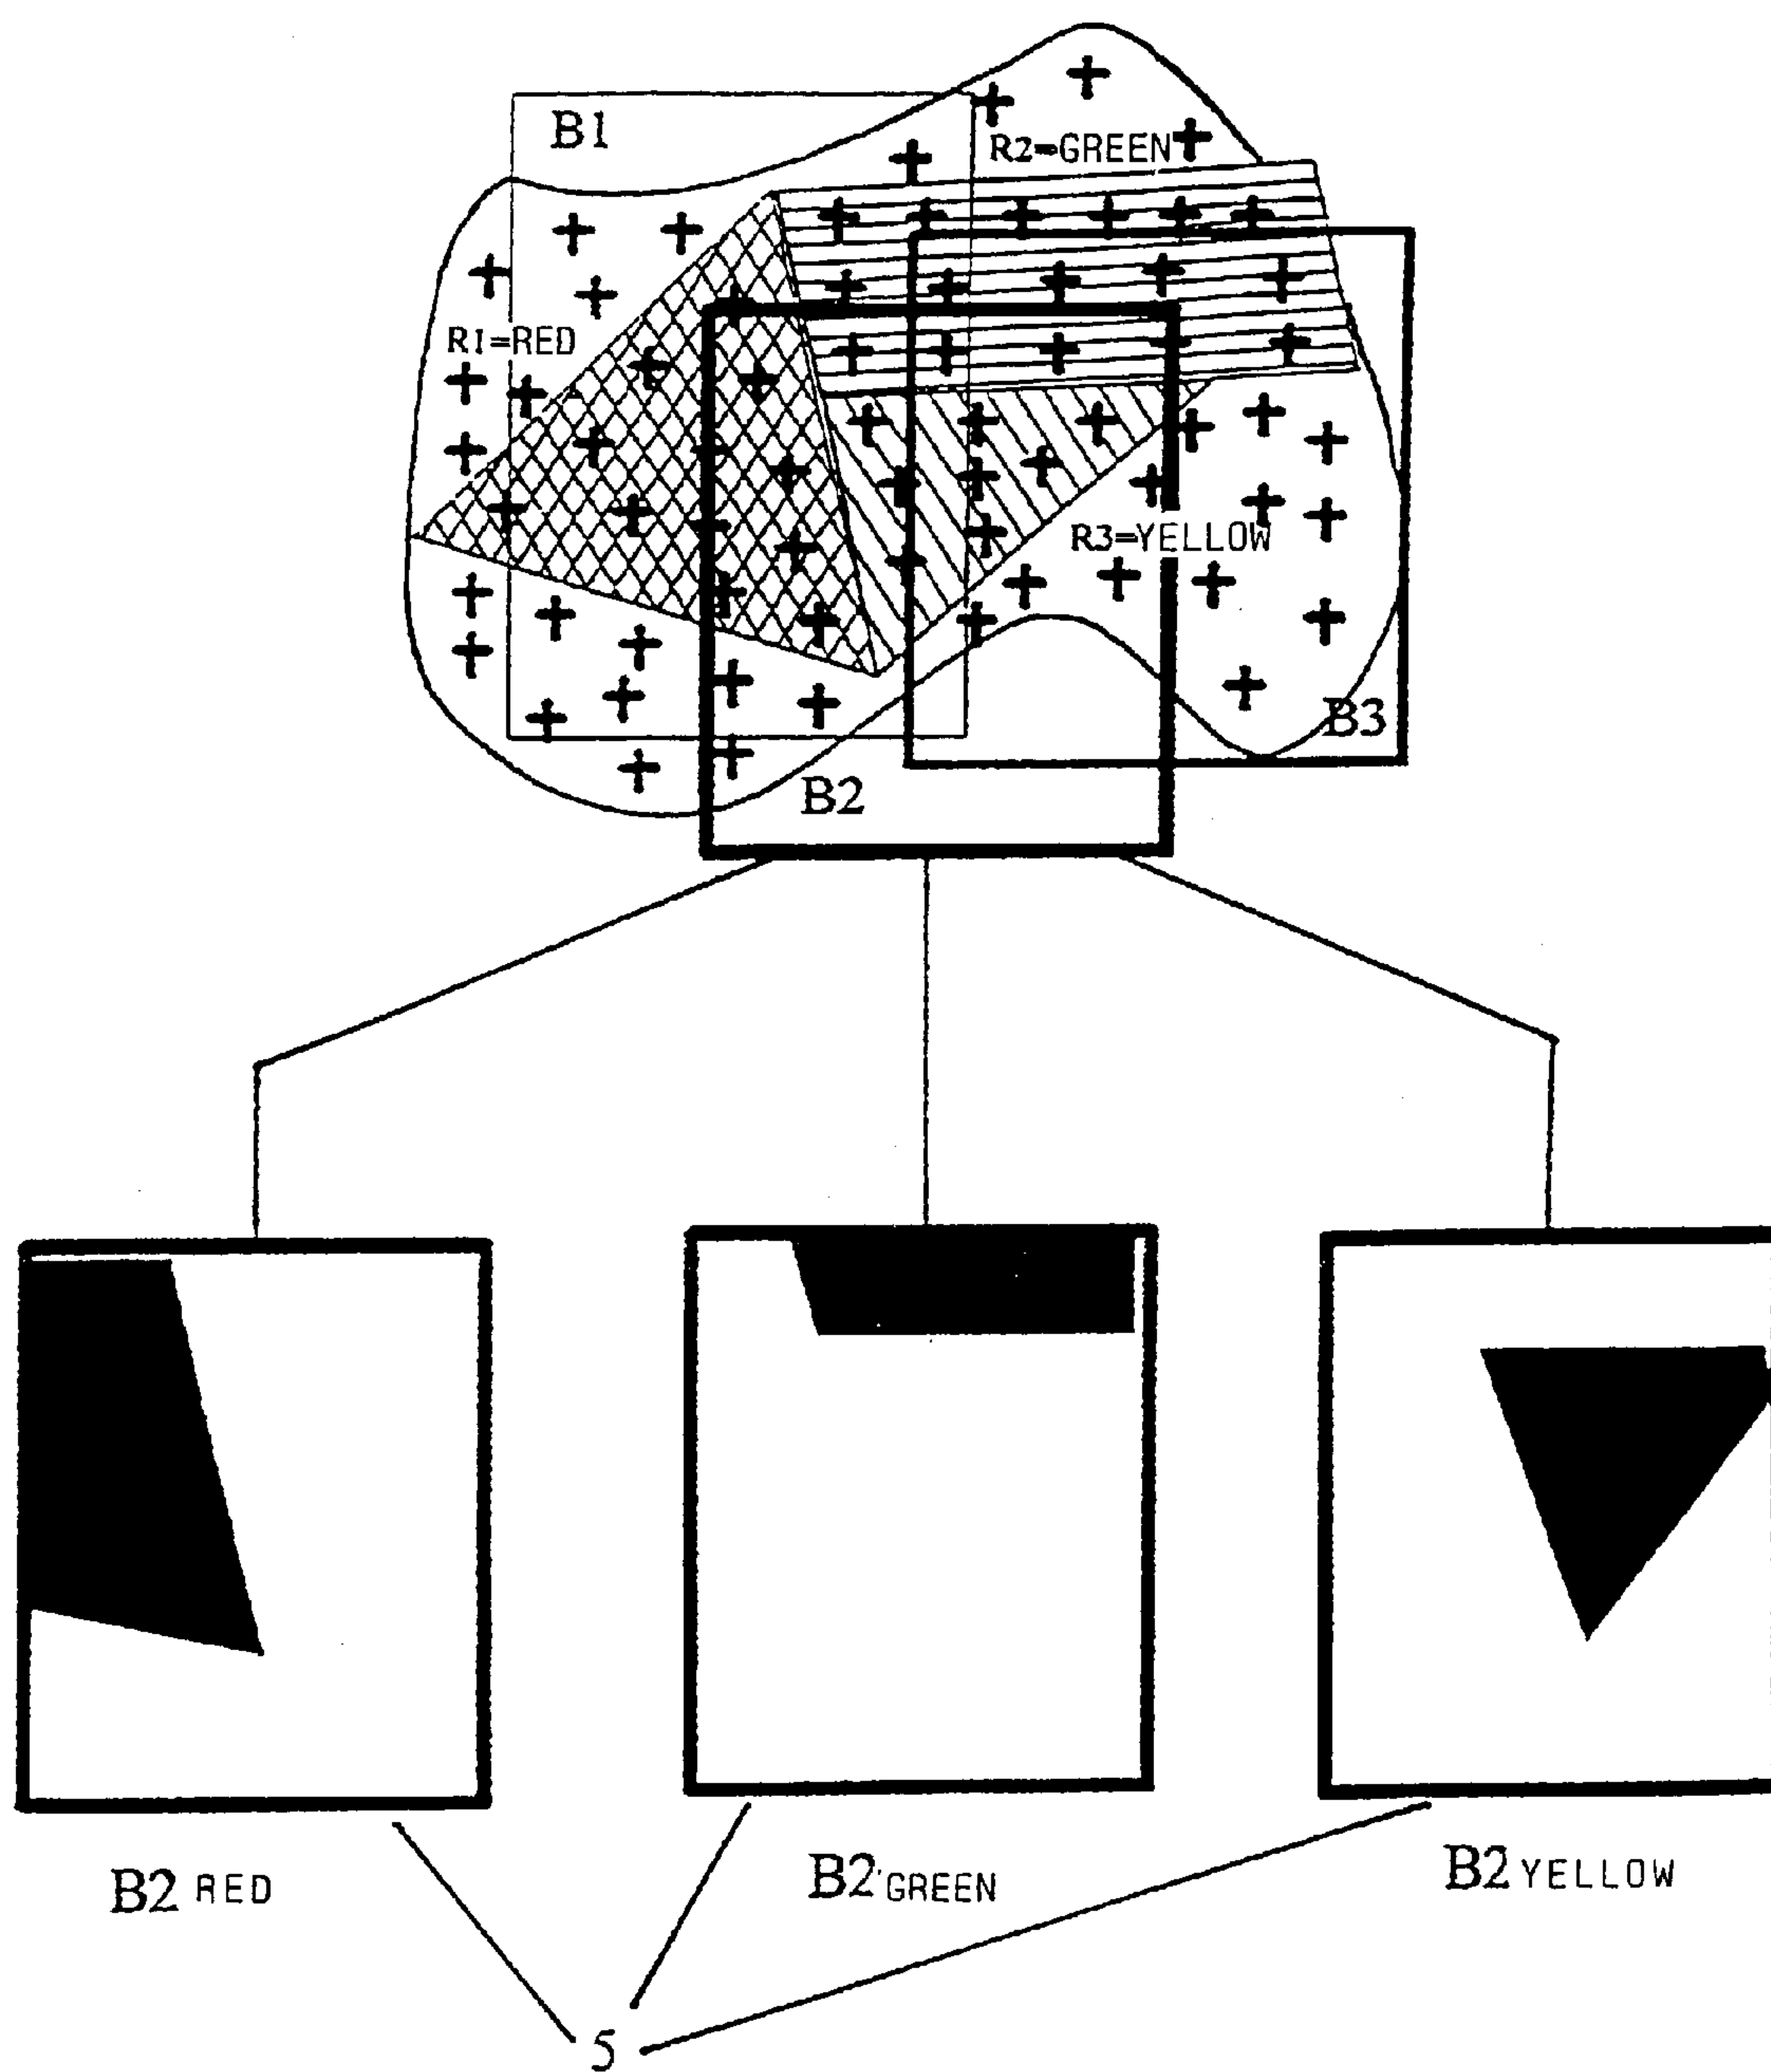 B1
R2=GREEN
R1=RED
R3=YELLOW
B3
B2
B2 RED
B2 GREEN
B2 YELLOW
5